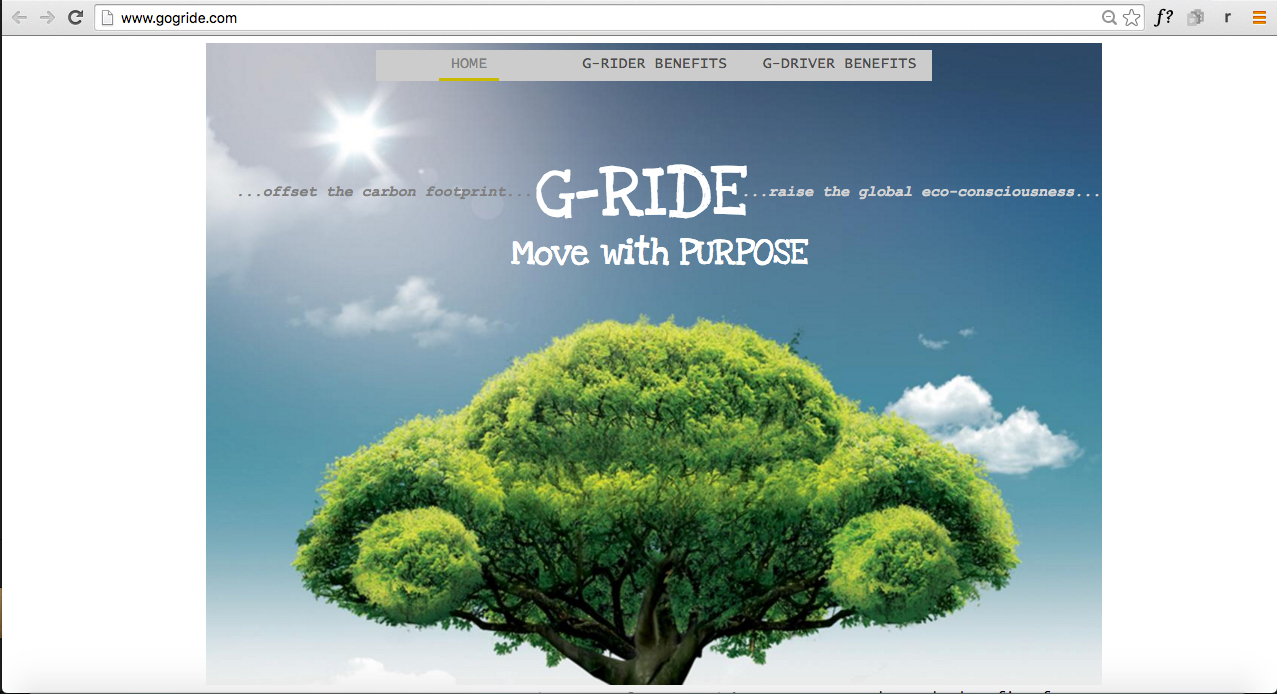 www.gogride.com
f?
r
HOME G-RIDER BENEFITS G-DRIVER BENEFITS
...offset the carbon footprint... G-RIDE ...raise the global eco-consciousness...
Move with PURPOSE